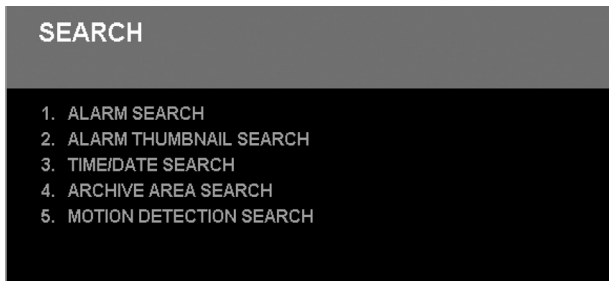 SEARCH
1. ALARM SEARCH
2. ALARM THUMBNAIL SEARCH
3. TIME/DATE SEARCH
4. ARCHIVE AREA SEARCH
5. MOTION DETECTION SEARCH